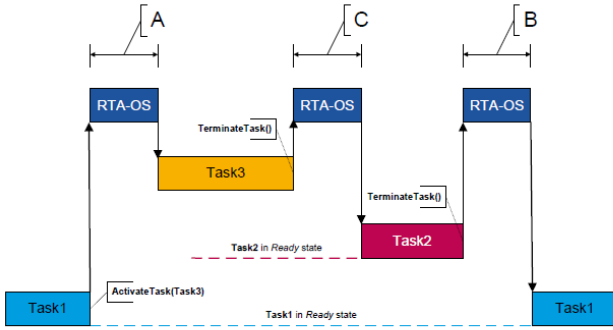 A
C
B
RTA-OS
RTA-OS
RTA-OS
TerminateTask()
Task3
TerminateTask()
Task2
Task2 in Ready state
Task1
ActivateTask(Task3)
Task1 in Ready state
Task1